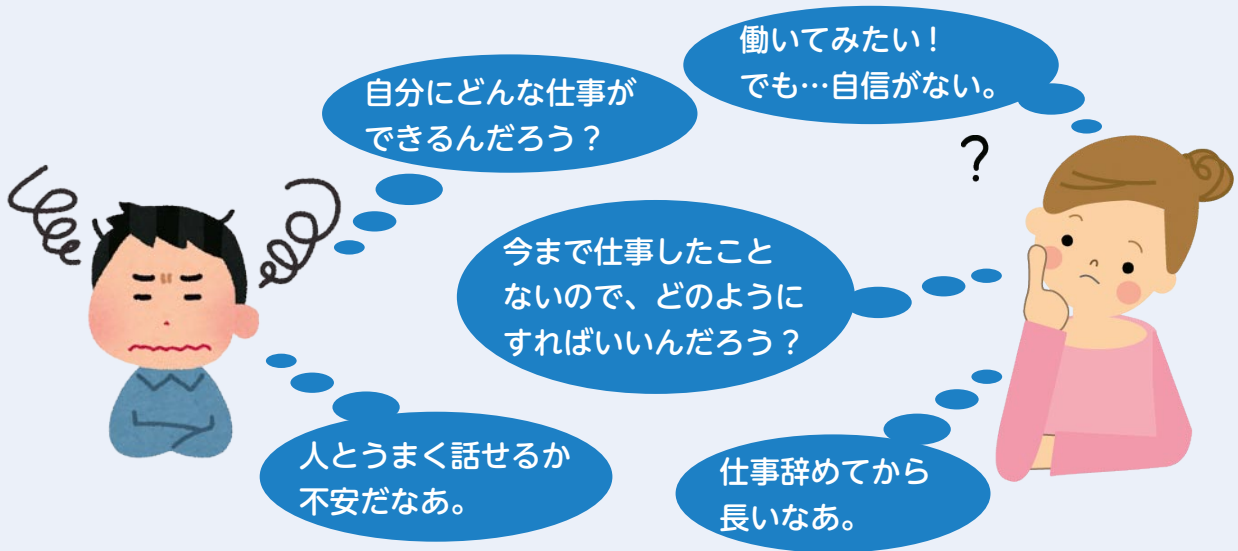 働いてみたい！
でも…自信がない。
自分にどんな仕事が
できるんだろう？
？
今まで仕事したこと
ないので、どのように
すればいいんだろう？
人とうまく話せるか
不安だなあ。
仕事辞めてから
長いなあ。